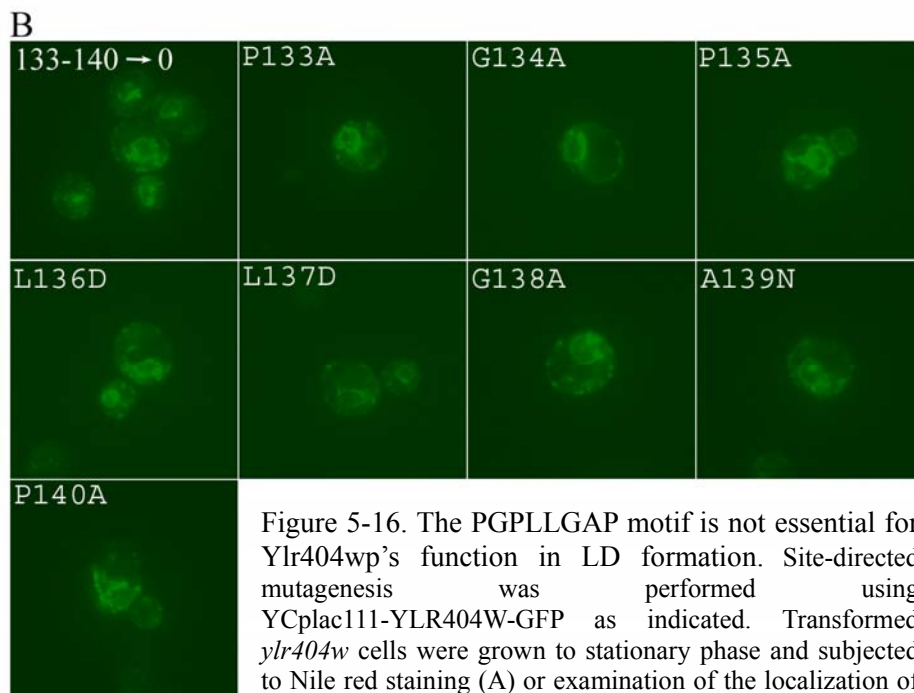 B
133-140→0 P133A G134A P135A
L136D L137D G138A A139N
P140A
Figure 5-16. The PGPLLGAP motif is not essential for
Ylr404wp's function in LD formation. Site-directed
mutagenesis was performed using
YCplac111-YLR404W-GFP as indicated. Transformed
ylr404w cells were grown to stationary phase and subjected
to Nile red staining (A) or examination of the localization of